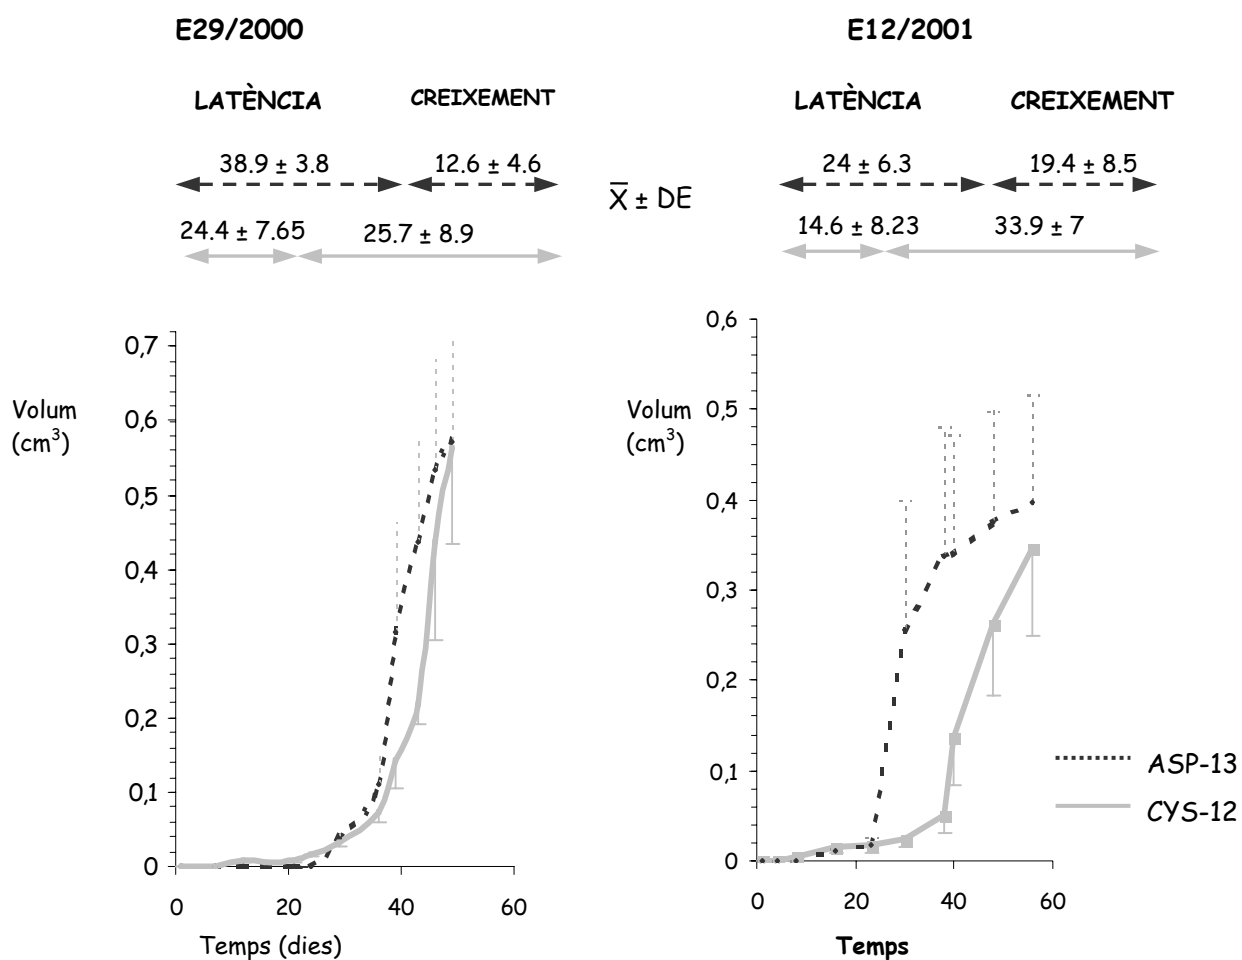 E29/2000
E12/2001
LATÈNCIA
CREIXEMENT
LATÈNCIA
CREIXEMENT
38.9 ± 3.8
12.6 ± 4.6
24 ± 6.3
19.4 ± 8.5
X̅ ± DE
24.4 ± 7.65
25.7 ± 8.9
14.6 ± 8.23
33.9 ± 7
Volum
(cm³)
0,7
0,6
0,5
0,4
0,3
0,2
0,1
0
0
20
40
60
Temps (dies)
Volum
(cm³)
0,6
0,5
0,4
0,3
0,2
0,1
0
0
20
40
60
Temps
ASP-13
CYS-12